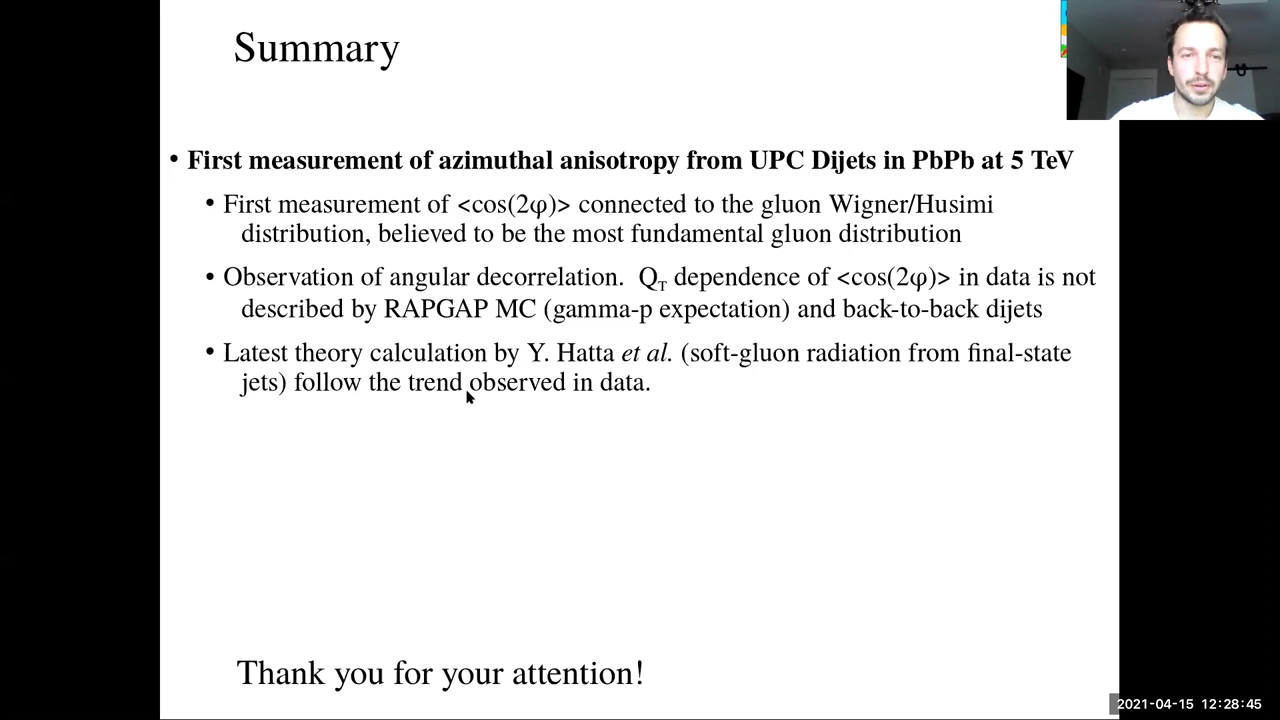 Summary
• First measurement of azimuthal anisotropy from UPC Dijets in PbPb at 5 TeV
• First measurement of <cos(2φ)> connected to the gluon Wigner/Husimi
distribution, believed to be the most fundamental gluon distribution
• Observation of angular decorrelation. Q_T dependence of <cos(2φ)> in data is not
described by RAPGAP MC (gamma-p expectation) and back-to-back dijets
• Latest theory calculation by Y. Hatta et al. (soft-gluon radiation from final-state
jets) follow the trend observed in data.
Thank you for your attention!
2021-04-15 12:28:45